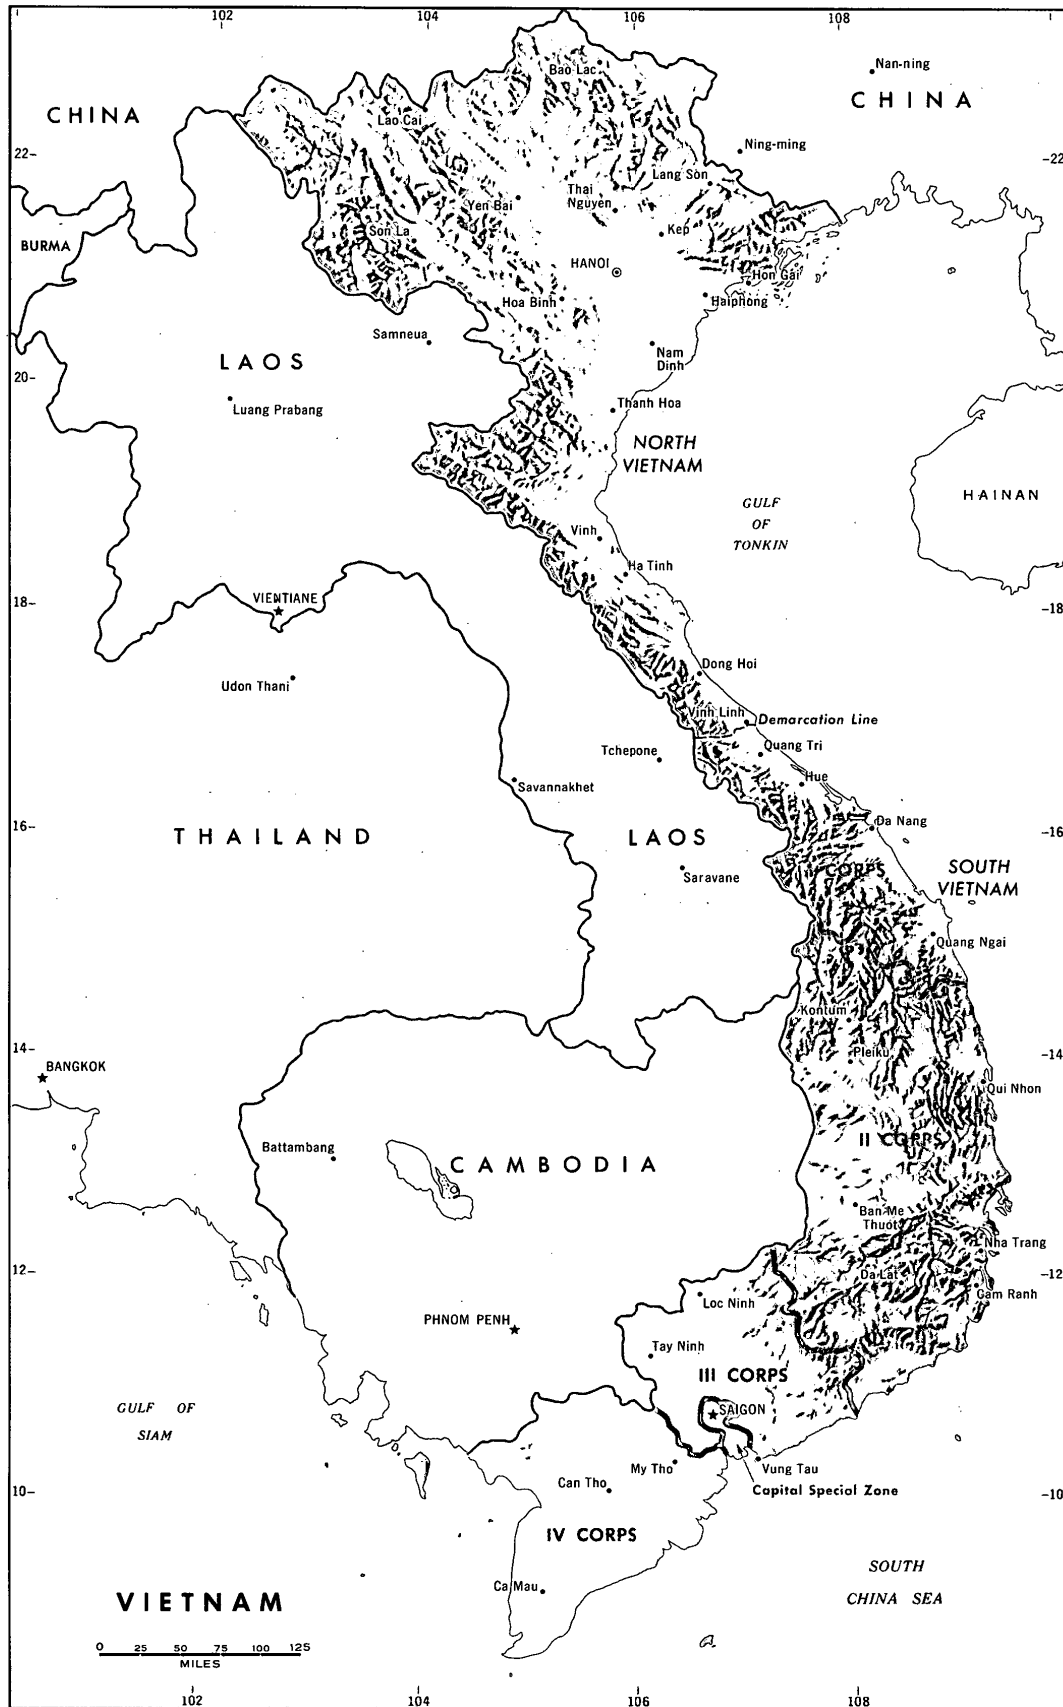 102 104 106 108
Nan-ning
Bao Lac
CHINA
CHINA
Lao Cai
22
Ning-ming
22
Lang Sòn
Thai
Nguyen
Yen Bai
Kep
Son La
BURMA
HANOI
Hon Gai
Hoa Binh
Haiphong
Samneua
Nam
Dinh
LAOS
20
Luang Prabang
Thanh Hoa
NORTH
VIETNAM
HAINAN
GULF
OF
TONKIN
Vinh
Ha Tinh
VIENTIANE
18
18
Dong Hoi
Udon Thani
Vinh Linh
Demarcation Line
Quang Tri
Tchepone
Hue
Savannakhet
Da Nang
16
16
THAILAND
LAOS
I CORPS
SOUTH
VIETNAM
Saravane
Quang Ngai
Kontum
14
14
Pleiku
BANGKOK
Qui Nhon
II CORPS
Battambang
CAMBODIA
Ban Me
Thuot
Nha Trang
12
12
Da Lat
Cam Ranh
Loc Ninh
PHNOM PENH
Tay Ninh
III CORPS
GULF OF
SIAM
SAIGON
My Tho
Vung Tau
Can Tho
Capital Special Zone
10
10
IV CORPS
SOUTH
CHINA SEA
Ca Mau
VIETNAM
0 25 50 75 100 125
MILES
102 104 106 108